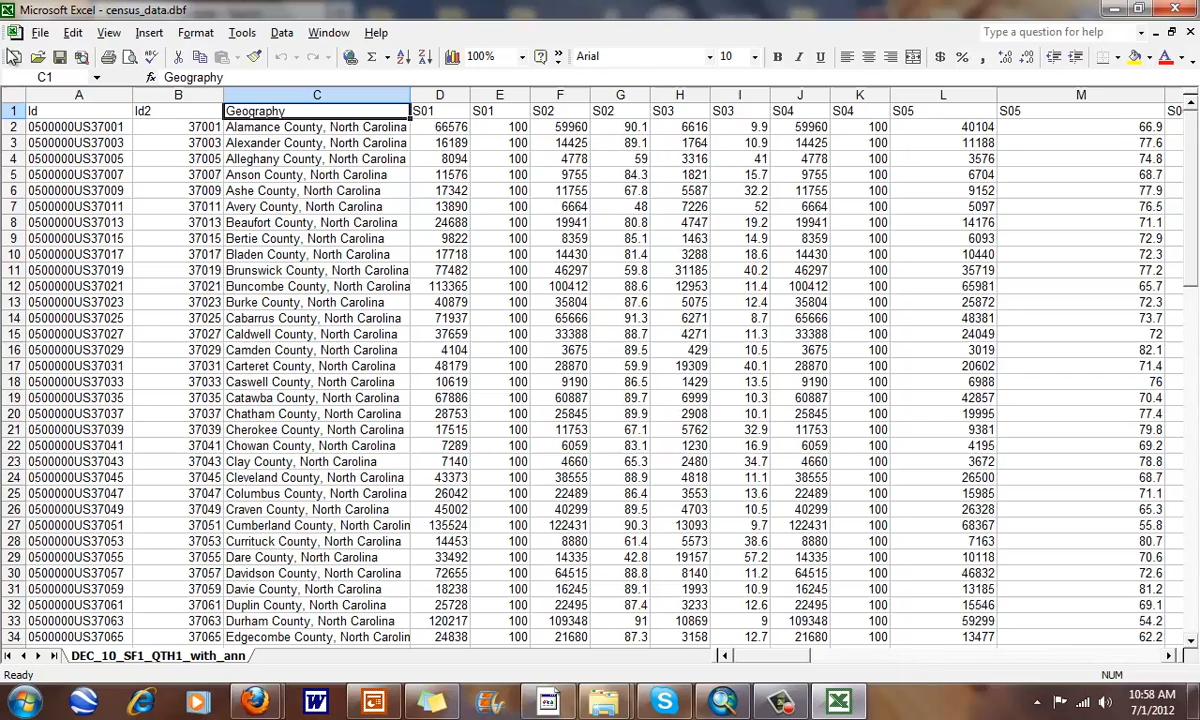 Microsoft Excel - census_data.dbf
File Edit View Insert Format Tools Data Window Help Type a question for help
100% Arial 10 B I U $ % ,
C1 fx Geography
A B C D E F G H I J K L M
1 Id Id2 Geography S01 S01 S02 S02 S03 S03 S04 S04 S05 S05 S0
2 0500000US37001 37001 Alamance County, North Carolina 66576 100 59960 90.1 6616 9.9 59960 100 40104 66.9
3 0500000US37003 37003 Alexander County, North Carolina 16189 100 14425 89.1 1764 10.9 14425 100 11188 77.6
4 0500000US37005 37005 Alleghany County, North Carolina 8094 100 4778 59 3316 41 4778 100 3576 74.8
5 0500000US37007 37007 Anson County, North Carolina 11576 100 9755 84.3 1821 15.7 9755 100 6704 68.7
6 0500000US37009 37009 Ashe County, North Carolina 17342 100 11755 67.8 5587 32.2 11755 100 9152 77.9
7 0500000US37011 37011 Avery County, North Carolina 13890 100 6664 48 7226 52 6664 100 5097 76.5
8 0500000US37013 37013 Beaufort County, North Carolina 24688 100 19941 80.8 4747 19.2 19941 100 14176 71.1
9 0500000US37015 37015 Bertie County, North Carolina 9822 100 8359 85.1 1463 14.9 8359 100 6093 72.9
10 0500000US37017 37017 Bladen County, North Carolina 17718 100 14430 81.4 3288 18.6 14430 100 10440 72.3
11 0500000US37019 37019 Brunswick County, North Carolina 77482 100 46297 59.8 31185 40.2 46297 100 35719 77.2
12 0500000US37021 37021 Buncombe County, North Carolina 113365 100 100412 88.6 12953 11.4 100412 100 65981 65.7
13 0500000US37023 37023 Burke County, North Carolina 40879 100 35804 87.6 5075 12.4 35804 100 25872 72.3
14 0500000US37025 37025 Cabarrus County, North Carolina 71937 100 65666 91.3 6271 8.7 65666 100 48381 73.7
15 0500000US37027 37027 Caldwell County, North Carolina 37659 100 33388 88.7 4271 11.3 33388 100 24049 72
16 0500000US37029 37029 Camden County, North Carolina 4104 100 3675 89.5 429 10.5 3675 100 3019 82.1
17 0500000US37031 37031 Carteret County, North Carolina 48179 100 28870 59.9 19309 40.1 28870 100 20602 71.4
18 0500000US37033 37033 Caswell County, North Carolina 10619 100 9190 86.5 1429 13.5 9190 100 6988 76
19 0500000US37035 37035 Catawba County, North Carolina 67886 100 60887 89.7 6999 10.3 60887 100 42857 70.4
20 0500000US37037 37037 Chatham County, North Carolina 28753 100 25845 89.9 2908 10.1 25845 100 19995 77.4
21 0500000US37039 37039 Cherokee County, North Carolina 17515 100 11753 67.1 5762 32.9 11753 100 9381 79.8
22 0500000US37041 37041 Chowan County, North Carolina 7289 100 6059 83.1 1230 16.9 6059 100 4195 69.2
23 0500000US37043 37043 Clay County, North Carolina 7140 100 4660 65.3 2480 34.7 4660 100 3672 78.8
24 0500000US37045 37045 Cleveland County, North Carolina 43373 100 38555 88.9 4818 11.1 38555 100 26500 68.7
25 0500000US37047 37047 Columbus County, North Carolina 26042 100 22489 86.4 3553 13.6 22489 100 15985 71.1
26 0500000US37049 37049 Craven County, North Carolina 45002 100 40299 89.5 4703 10.5 40299 100 26328 65.3
27 0500000US37051 37051 Cumberland County, North Carolin 135524 100 122431 90.3 13093 9.7 122431 100 68367 55.8
28 0500000US37053 37053 Currituck County, North Carolina 14453 100 8880 61.4 5573 38.6 8880 100 7163 80.7
29 0500000US37055 37055 Dare County, North Carolina 33492 100 14335 42.8 19157 57.2 14335 100 10118 70.6
30 0500000US37057 37057 Davidson County, North Carolina 72655 100 64515 88.8 8140 11.2 64515 100 46832 72.6
31 0500000US37059 37059 Davie County, North Carolina 18238 100 16245 89.1 1993 10.9 16245 100 13185 81.2
32 0500000US37061 37061 Duplin County, North Carolina 25728 100 22495 87.4 3233 12.6 22495 100 15546 69.1
33 0500000US37063 37063 Durham County, North Carolina 120217 100 109348 91 10869 9 109348 100 59299 54.2
34 0500000US37065 37065 Edgecombe County, North Carolin 24838 100 21680 87.3 3158 12.7 21680 100 13477 62.2
DEC_10_SF1_QTH1_with_ann
Ready NUM
10:58 AM
7/1/2012